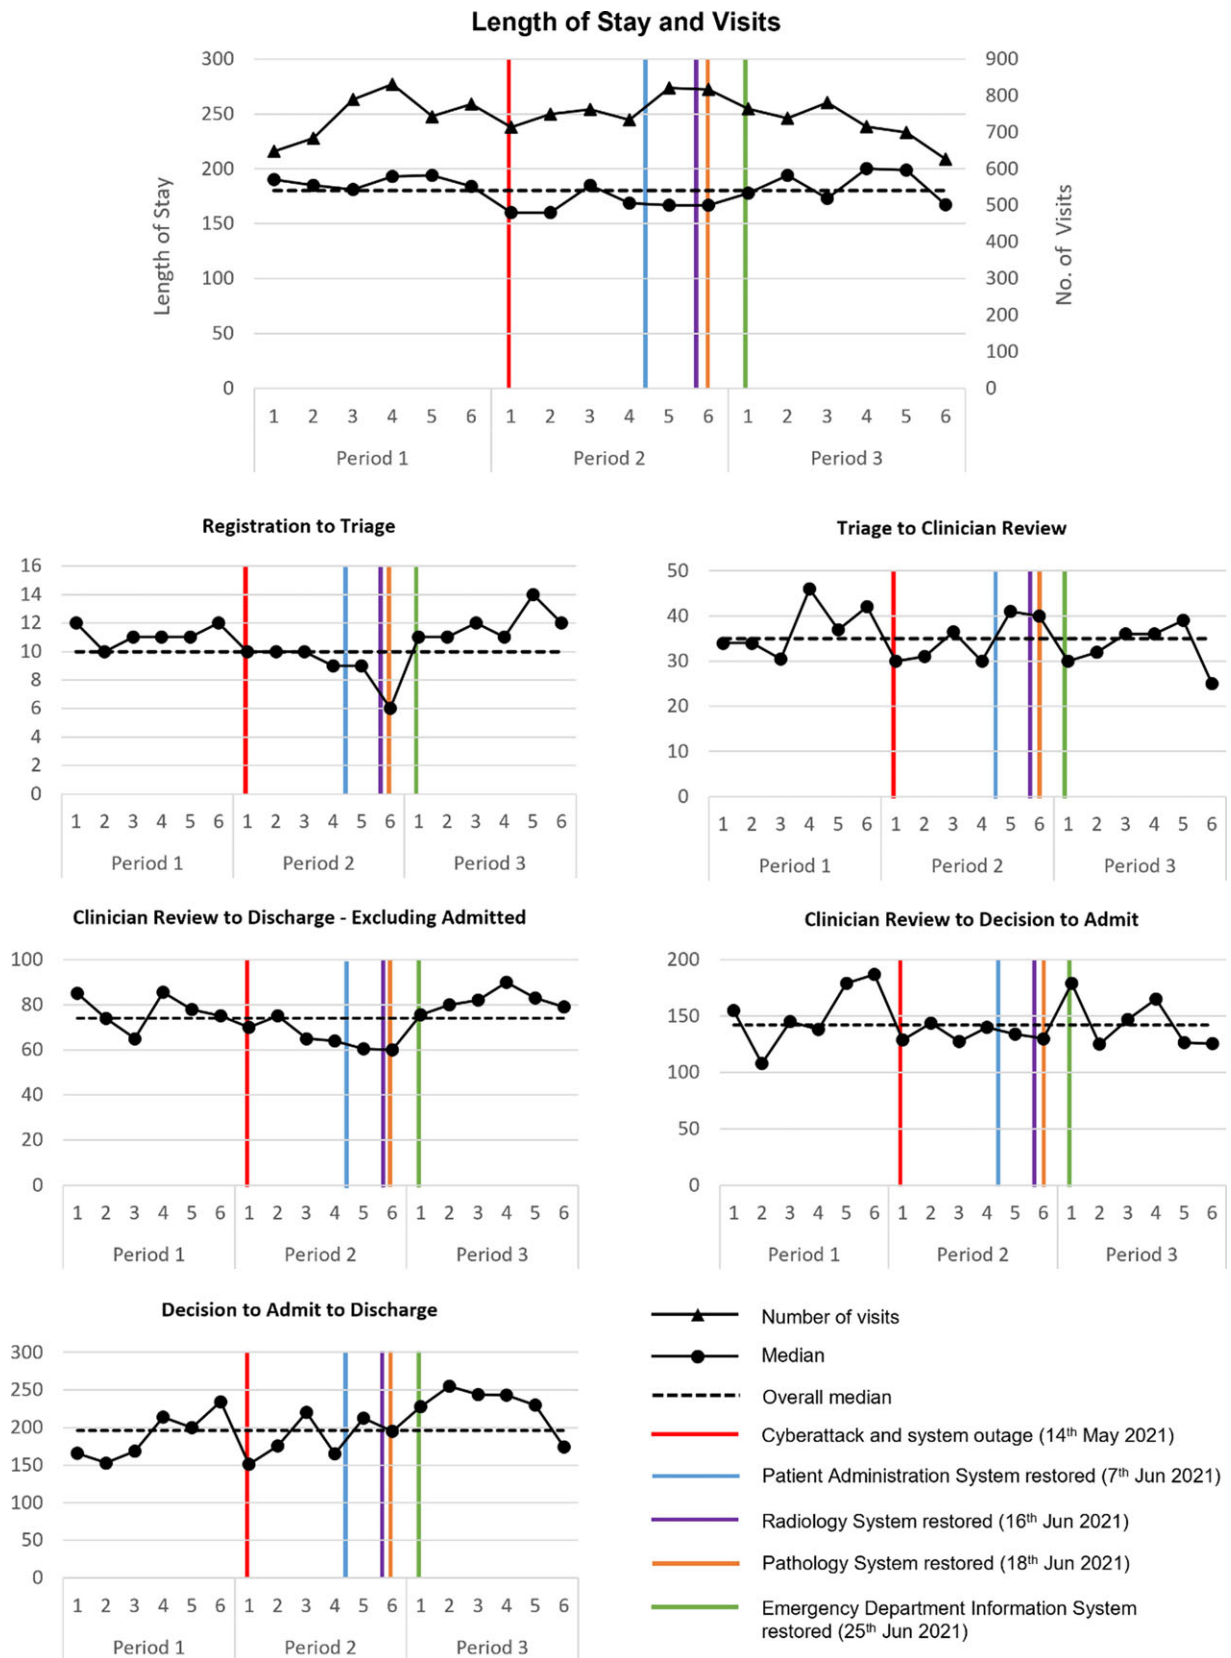 Length of Stay and Visits
300 900
250 800
700
200 600
150 500
400
100 300
50 200
100
0 0
Length of Stay
No. of Visits
1 2 3 4 5 6 1 2 3 4 5 6 1 2 3 4 5 6
Period 1 Period 2 Period 3
Registration to Triage
16
14
12
10
8
6
4
2
0
1 2 3 4 5 6 1 2 3 4 5 6 1 2 3 4 5 6
Period 1 Period 2 Period 3
Triage to Clinician Review
50
40
30
20
10
0
1 2 3 4 5 6 1 2 3 4 5 6 1 2 3 4 5 6
Period 1 Period 2 Period 3
Clinician Review to Discharge - Excluding Admitted
100
80
60
40
20
0
1 2 3 4 5 6 1 2 3 4 5 6 1 2 3 4 5 6
Period 1 Period 2 Period 3
Clinician Review to Decision to Admit
200
150
100
50
0
1 2 3 4 5 6 1 2 3 4 5 6 1 2 3 4 5 6
Period 1 Period 2 Period 3
Decision to Admit to Discharge
300
250
200
150
100
50
0
1 2 3 4 5 6 1 2 3 4 5 6 1 2 3 4 5 6
Period 1 Period 2 Period 3
Number of visits
Median
Overall median
Cyberattack and system outage (14th May 2021)
Patient Administration System restored (7th Jun 2021)
Radiology System restored (16th Jun 2021)
Pathology System restored (18th Jun 2021)
Emergency Department Information System
restored (25th Jun 2021)